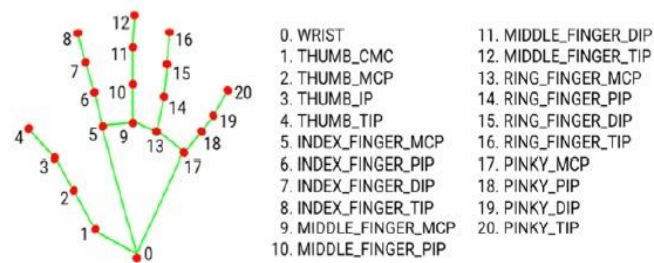 12
8
16
11
7
15
20
6
10
14
19
4
5
9
13
18
3
17
2
1
0
0. WRIST
1. THUMB_CMC
2. THUMB_MCP
3. THUMB_IP
4. THUMB_TIP
5. INDEX_FINGER_MCP
6. INDEX_FINGER_PIP
7. INDEX_FINGER_DIP
8. INDEX_FINGER_TIP
9. MIDDLE_FINGER_MCP
10. MIDDLE_FINGER_PIP
11. MIDDLE_FINGER_DIP
12. MIDDLE_FINGER_TIP
13. RING_FINGER_MCP
14. RING_FINGER_PIP
15. RING_FINGER_DIP
16. RING_FINGER_TIP
17. PINKY_MCP
18. PINKY_PIP
19. PINKY_DIP
20. PINKY_TIP